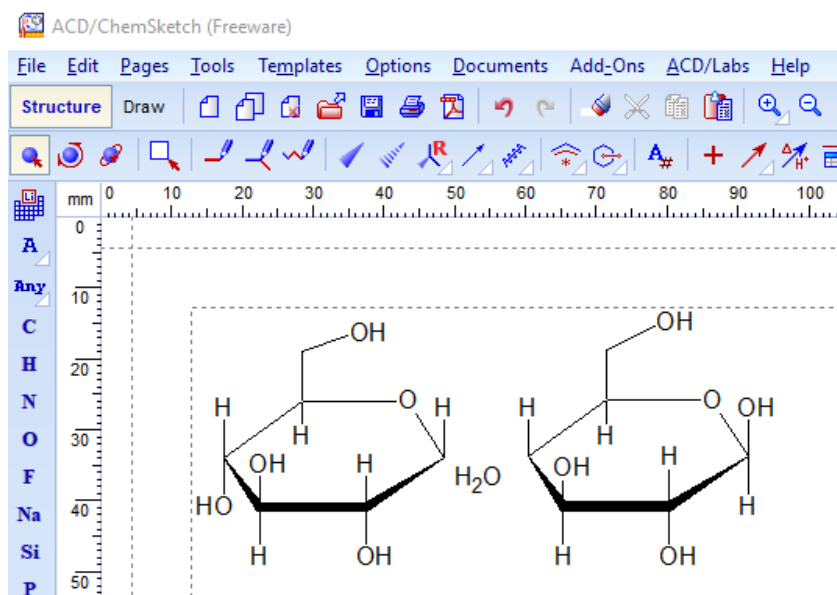 ACD/ChemSketch (Freeware)
File Edit Pages Tools Templates Options Documents Add-Ons ACD/Labs Help
Structure Draw
R A# Δ H+
Li
mm 0 10 20 30 40 50 60 70 80 90 100
0
A
Any
10
C
H
20
N
O
30
F
Na
40
Si
50
P
OH OH
H O H H O OH
H H
OH H OH H
H2O
HO H
H OH H OH